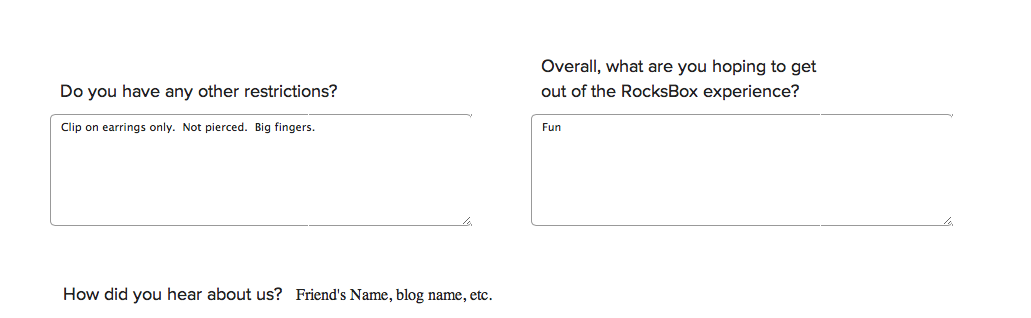 Do you have any other restrictions?
Clip on earrings only.  Not pierced.  Big fingers.
Overall, what are you hoping to get
out of the RocksBox experience?
Fun
How did you hear about us? Friend's Name, blog name, etc.